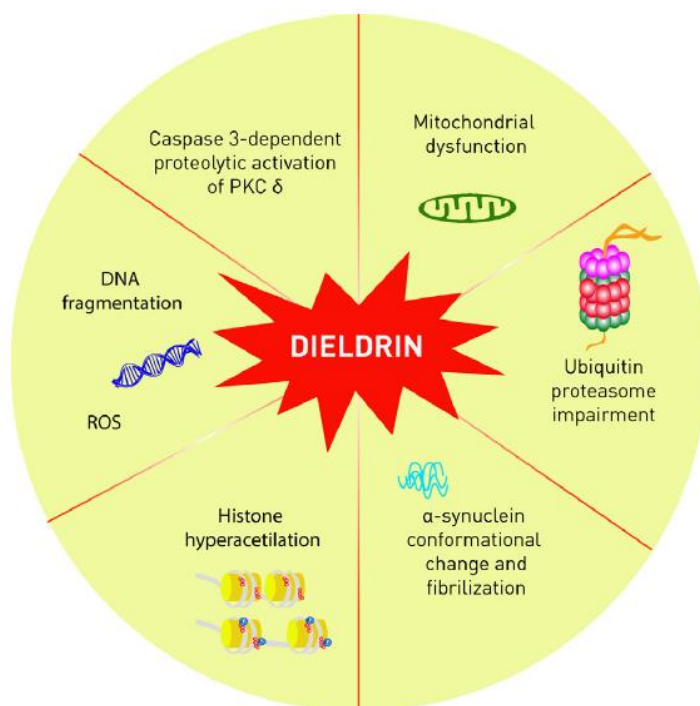 Caspase 3-dependent
proteolytic activation
of PKC δ
Mitochondrial
dysfunction
DNA
fragmentation
ROS
DIELDRIN
Ubiquitin
proteasome
impairment
Histone
hyperacetilation
α-synuclein
conformational
change and
fibrilization